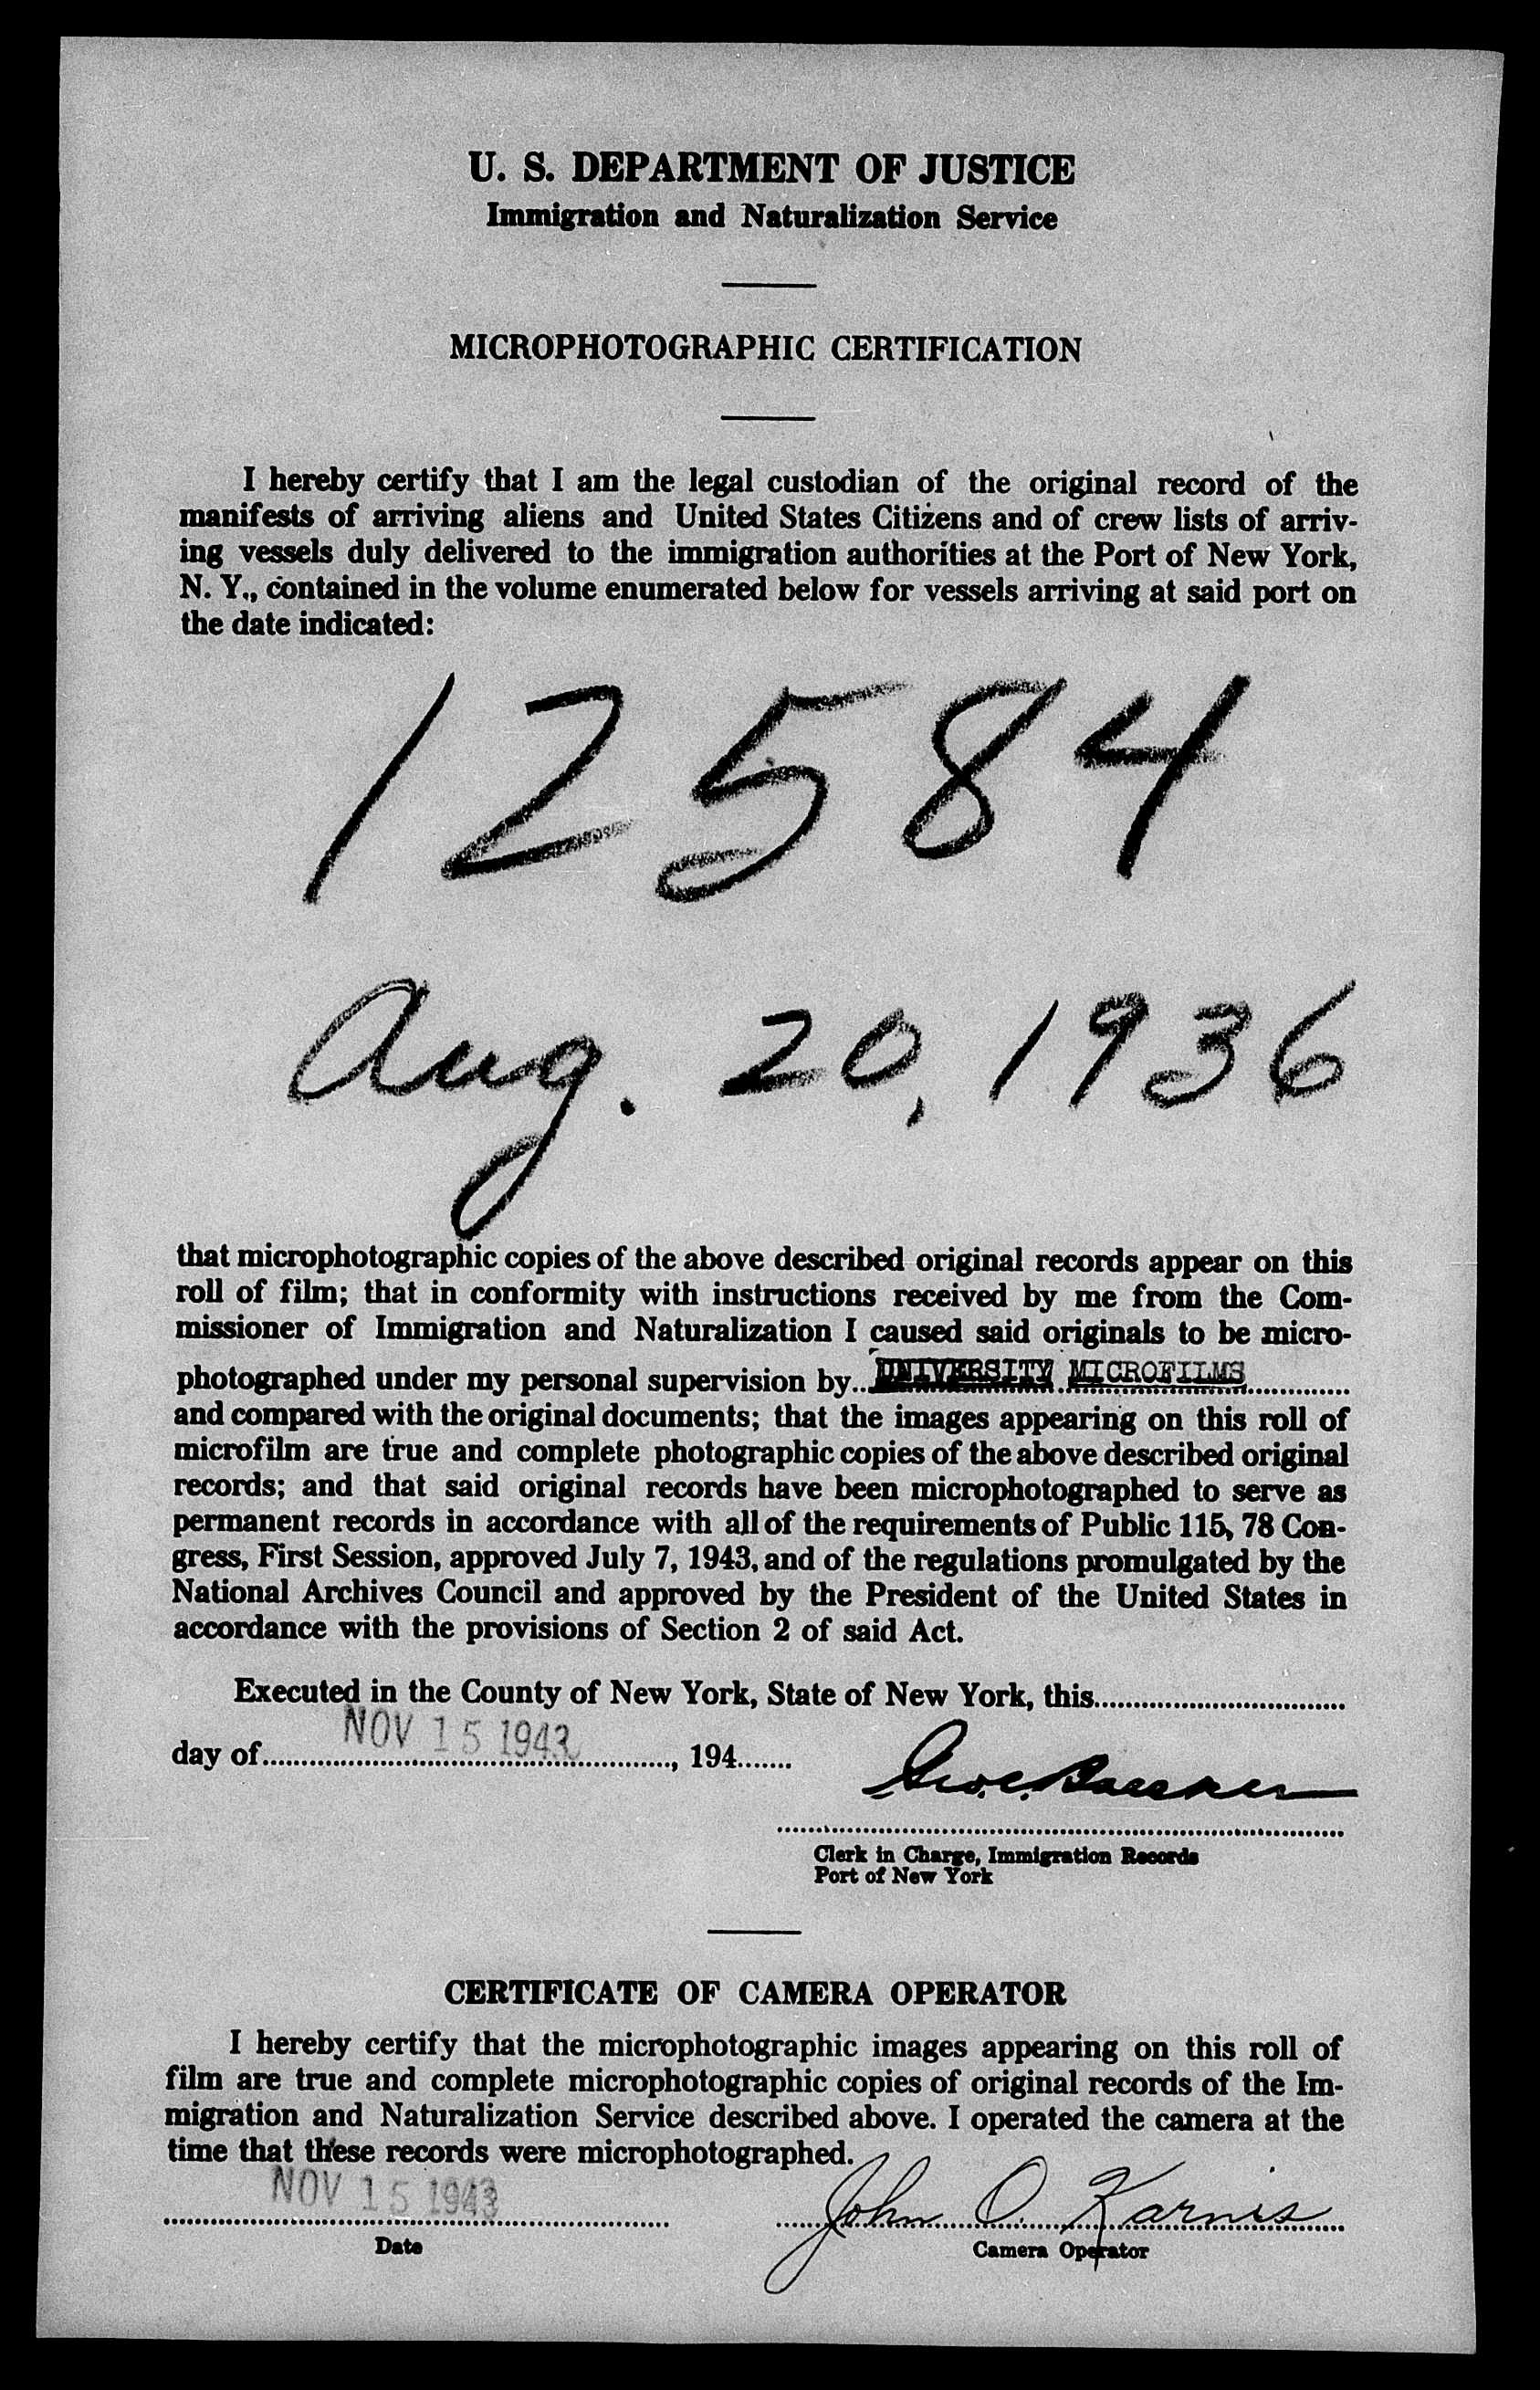 U. S. DEPARTMENT OF JUSTICE
Immigration and Naturalization Service
MICROPHOTOGRAPHIC CERTIFICATION
I hereby certify that I am the legal custodian of the original record of the
manifests of arriving aliens and United States Citizens and of crew lists of arriv-
ing vessels duly delivered to the immigration authorities at the Port of New York,
N. Y., contained in the volume enumerated below for vessels arriving at said port on
the date indicated:
12584
Aug. 20, 1936
that microphotographic copies of the above described original records appear on this
roll of film; that in conformity with instructions received by me from the Com-
missioner of Immigration and Naturalization I caused said originals to be micro-
photographed under my personal supervision by UNIVERSITY MICROFILMS
and compared with the original documents; that the images appearing on this roll of
microfilm are true and complete photographic copies of the above described original
records; and that said original records have been microphotographed to serve as
permanent records in accordance with all of the requirements of Public 115, 78 Con-
gress, First Session, approved July 7, 1943, and of the regulations promulgated by the
National Archives Council and approved by the President of the United States in
accordance with the provisions of Section 2 of said Act.
Executed in the County of New York, State of New York, this
day of NOV 15 1943, 194
Clerk in Charge, Immigration Records
Port of New York
CERTIFICATE OF CAMERA OPERATOR
I hereby certify that the microphotographic images appearing on this roll of
film are true and complete microphotographic copies of original records of the Im-
migration and Naturalization Service described above. I operated the camera at the
time that these records were microphotographed.
NOV 15 1943 John O. Karnis
Date Camera Operator